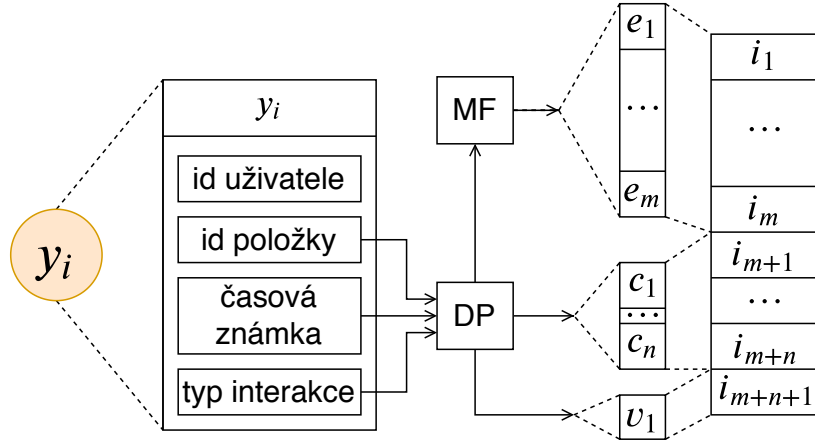 y_i
y_i
id uživatele
id položky
časová
známka
typ interakce
MF
DP
e_1
...
e_m
c_1
...
c_n
v_1
i_1
...
i_m
i_{m+1}
...
i_{m+n}
i_{m+n+1}